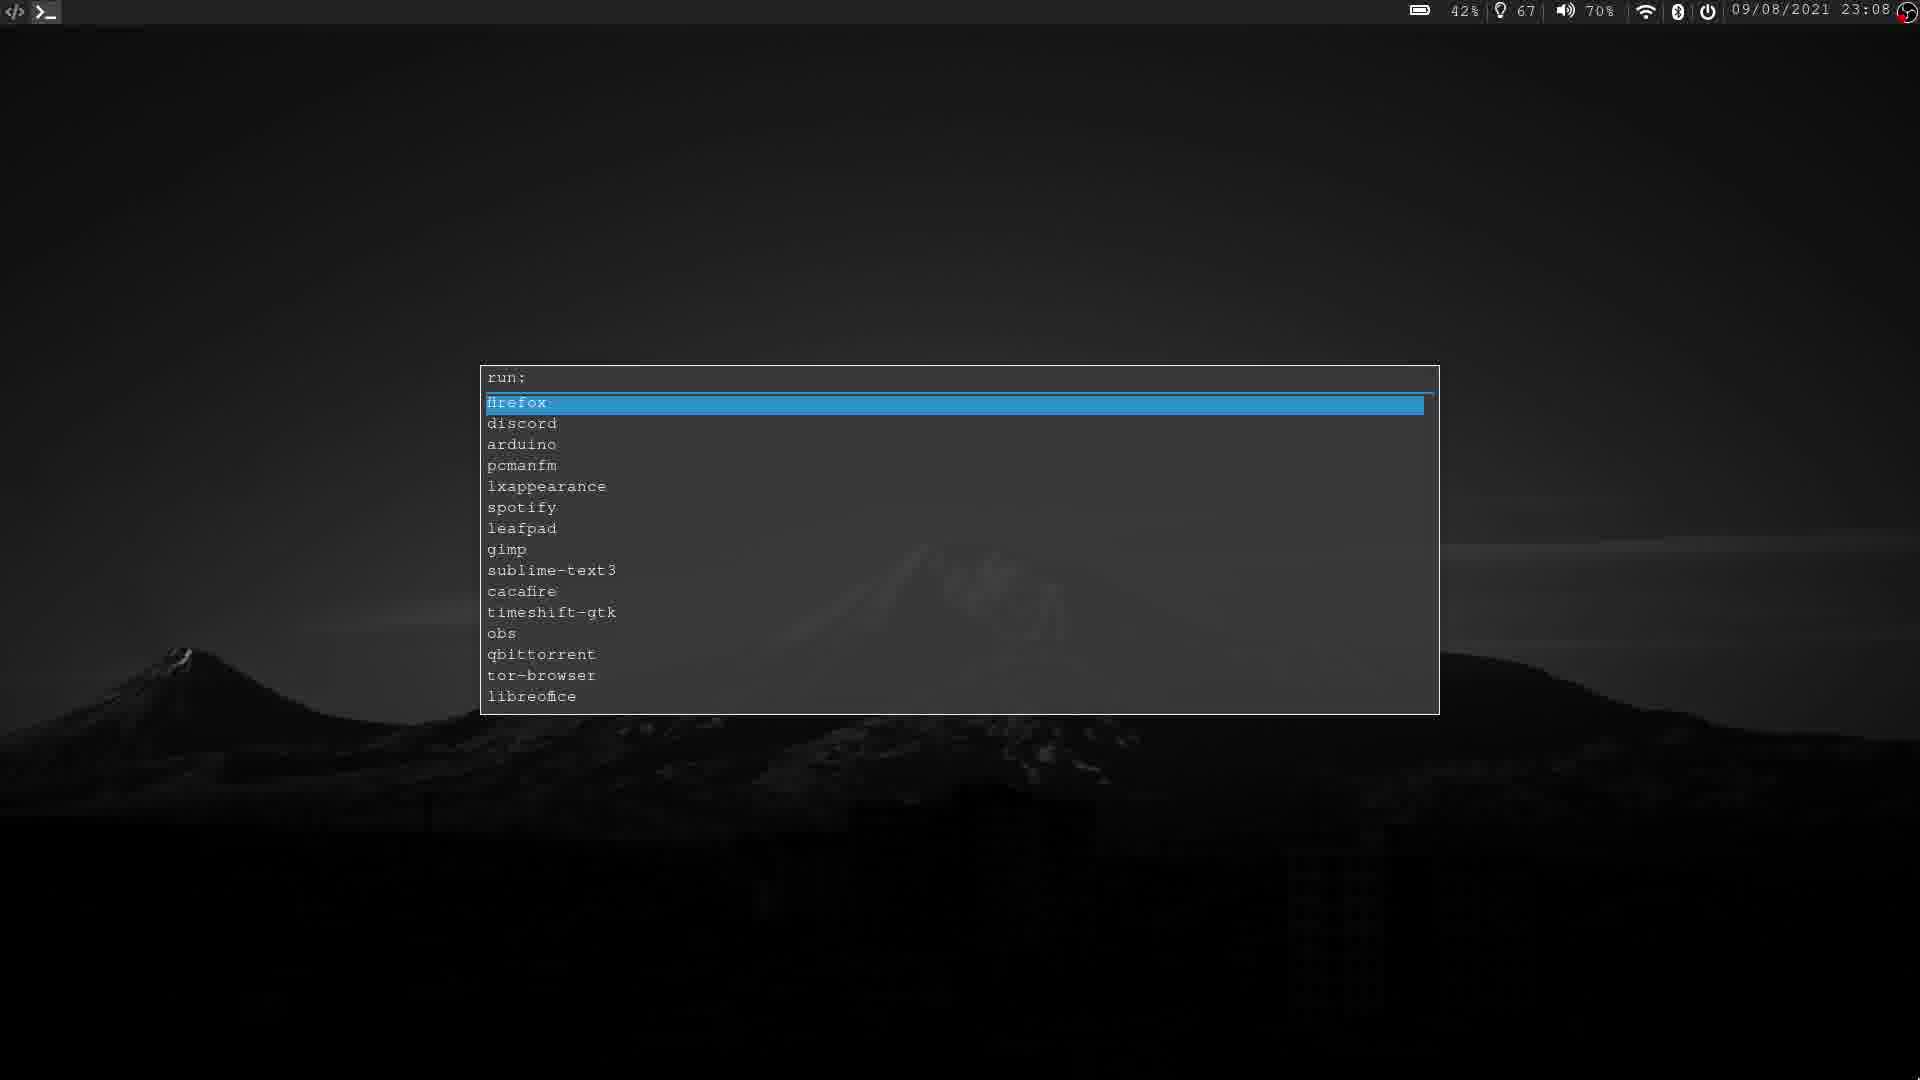 </> >_ 42% 67 70% 09/08/2021 23:08
run:
firefox
discord
arduino
pcmanfm
lxappearance
spotify
leafpad
gimp
sublime-text3
cacafire
timeshift-gtk
obs
qbittorrent
tor-browser
libreoffice